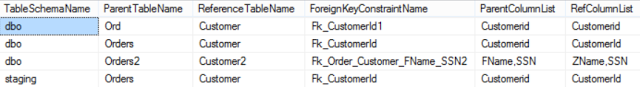 TableSchemaName ParentTableName ReferenceTableName ForeignKeyConstraintName ParentColumnList RefColumnList
dbo Ord Customer Fk_CustomerId1 Customerid CustomerId
dbo Orders Customer Fk_CustomerId Customerid CustomerId
dbo Orders2 Customer2 Fk_Order_Customer_FName_SSN2 FName,SSN ZName,SSN
staging Orders Customer Fk_CustomerId CustomerId CustomerId